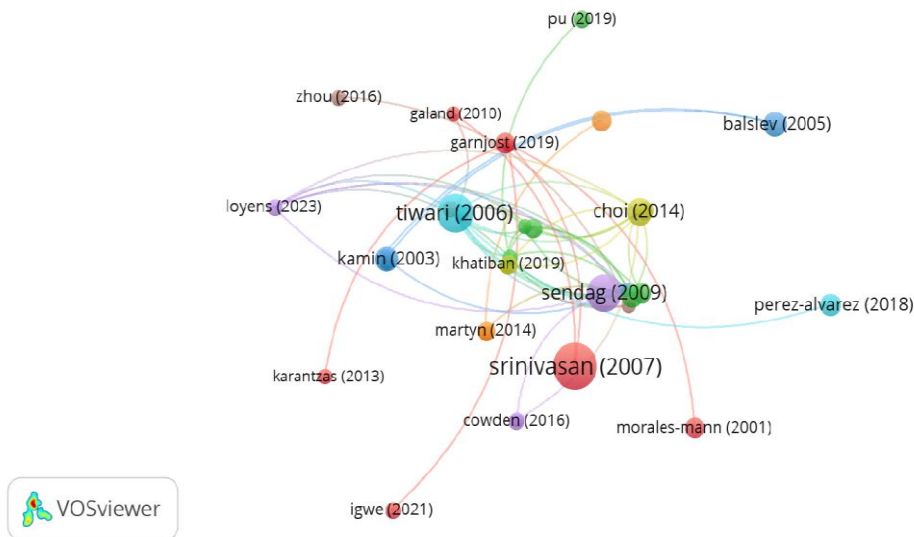 pu (2019)
zhou (2016)
galand (2010)
balslev (2005)
garnjost (2019)
loyens (2023)
tiwari (2006)
choi (2014)
kamin (2003)
khatiban (2019)
sendag (2009)
perez-alvarez (2018)
martyn (2014)
srinivasan (2007)
karantzas (2013)
cowden (2016)
morales-mann (2001)
igwe (2021)
VOSviewer